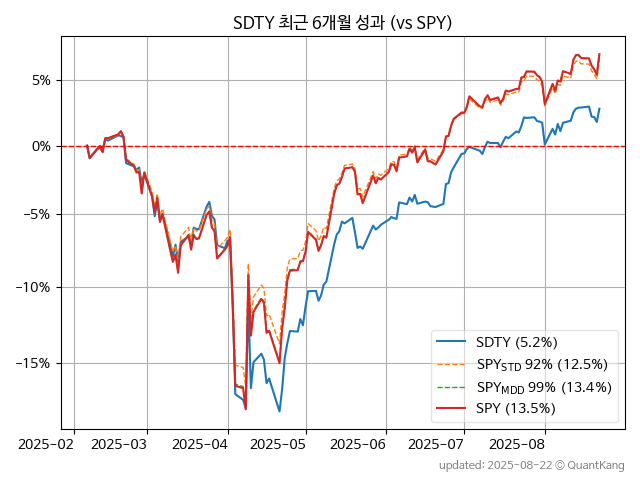 SDTY 최근 6개월 성과 (vs SPY)
5%
0%
−5%
−10%
−15%
SDTY (5.2%)
SPYSTD 92% (12.5%)
SPYMDD 99% (13.4%)
SPY (13.5%)
2025-02 2025-03 2025-04 2025-05 2025-06 2025-07 2025-08
updated: 2025-08-22 © QuantKang